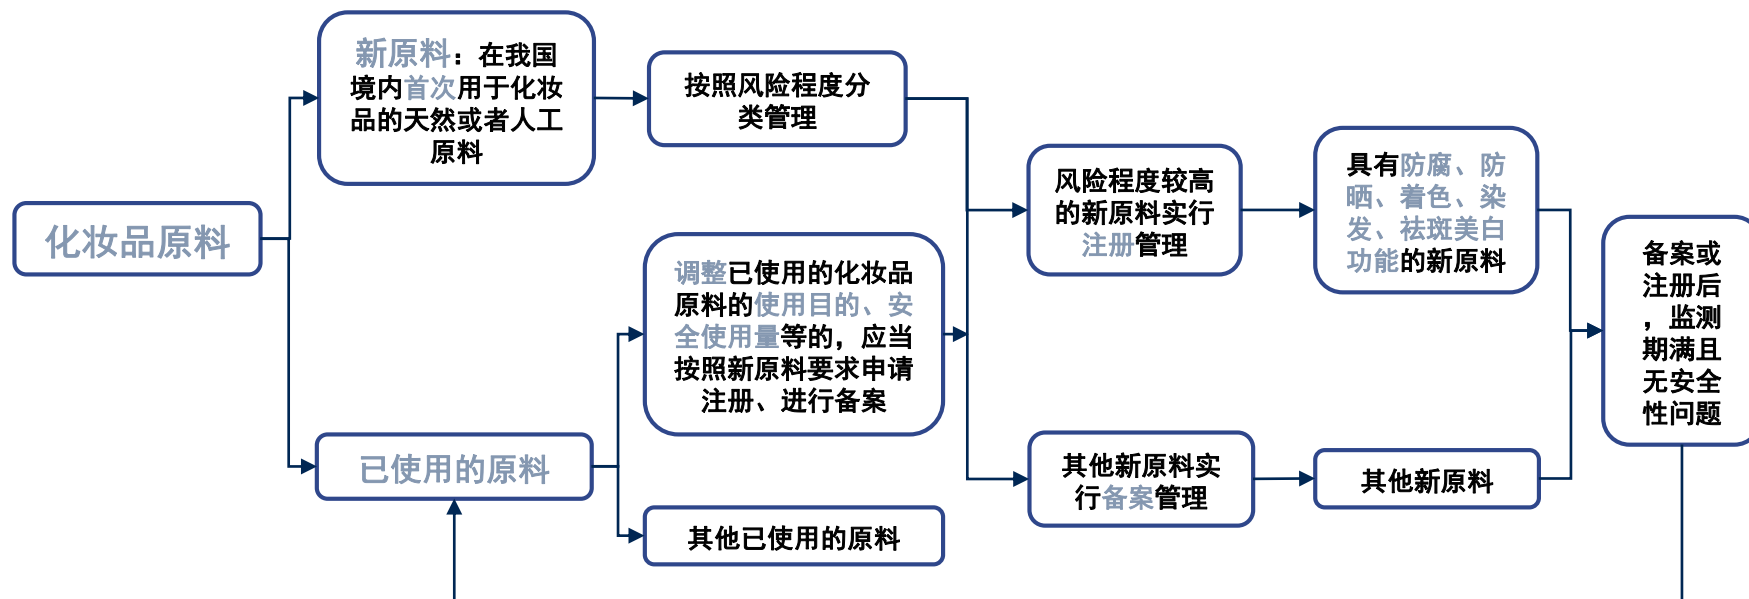 化妆品原料
新原料：在我国
境内首次用于化妆
品的天然或者人工
原料
按照风险程度分
类管理
已使用的原料
调整已使用的化妆品
原料的使用目的、安
全使用量等的，应当
按照新原料要求申请
注册、进行备案
其他已使用的原料
风险程度较高
的新原料实行
注册管理
其他新原料实
行备案管理
具有防腐、防
晒、着色、染
发、祛斑美白
功能的新原料
其他新原料
备案或
注册后
，监测
期满且
无安全
性问题